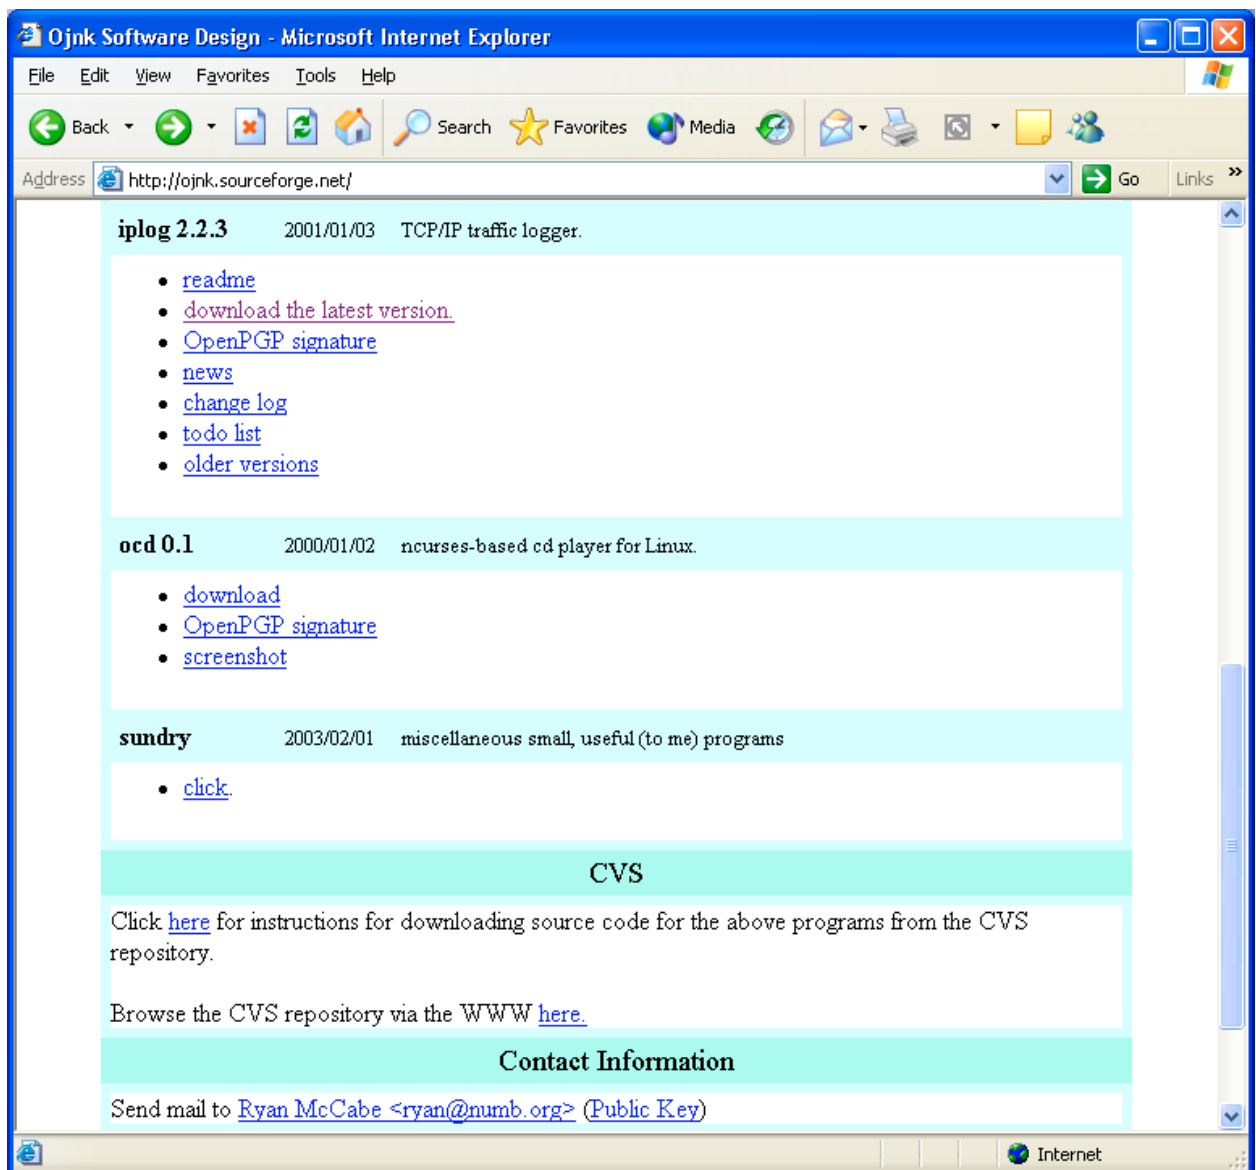 Ojnk Software Design - Microsoft Internet Explorer
File Edit View Favorites Tools Help
Back Search Favorites Media
Address http://ojnk.sourceforge.net/ Go Links »
iplog 2.2.3 2001/01/03 TCP/IP traffic logger.
• readme
• download the latest version.
• OpenPGP signature
• news
• change log
• todo list
• older versions
ocd 0.1 2000/01/02 ncurses-based cd player for Linux.
• download
• OpenPGP signature
• screenshot
sundry 2003/02/01 miscellaneous small, useful (to me) programs
• click.
CVS
Click here for instructions for downloading source code for the above programs from the CVS
repository.
Browse the CVS repository via the WWW here.
Contact Information
Send mail to Ryan McCabe <ryan@numb.org> (Public Key)
Internet